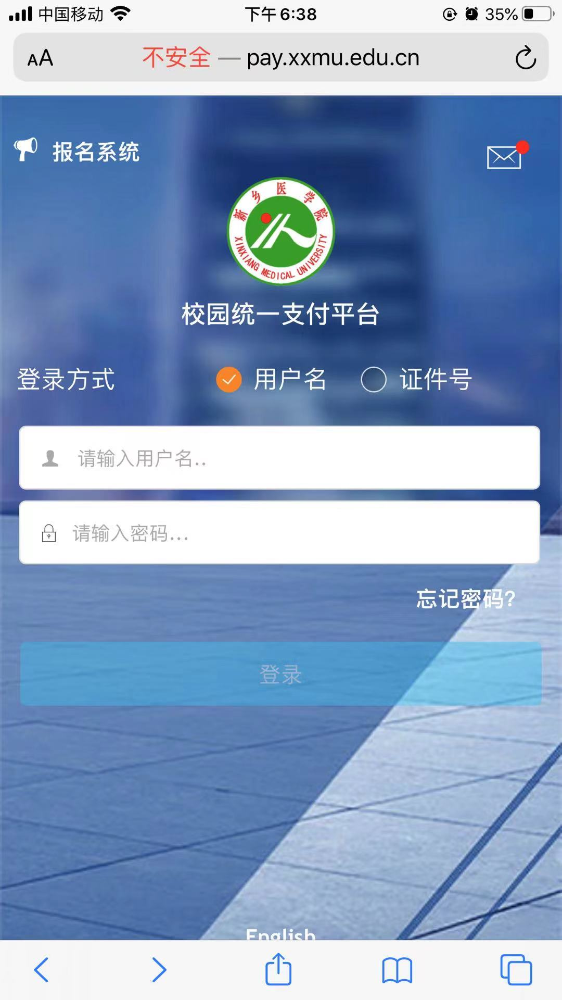 中国移动
下午6:38
35%
AA
不安全 — pay.xxmu.edu.cn
报名系统
新乡医学院
XINXIANG MEDICAL UNIVERSITY
校园统一支付平台
登录方式 用户名 证件号
请输入用户名..
请输入密码...
忘记密码?
登录
English